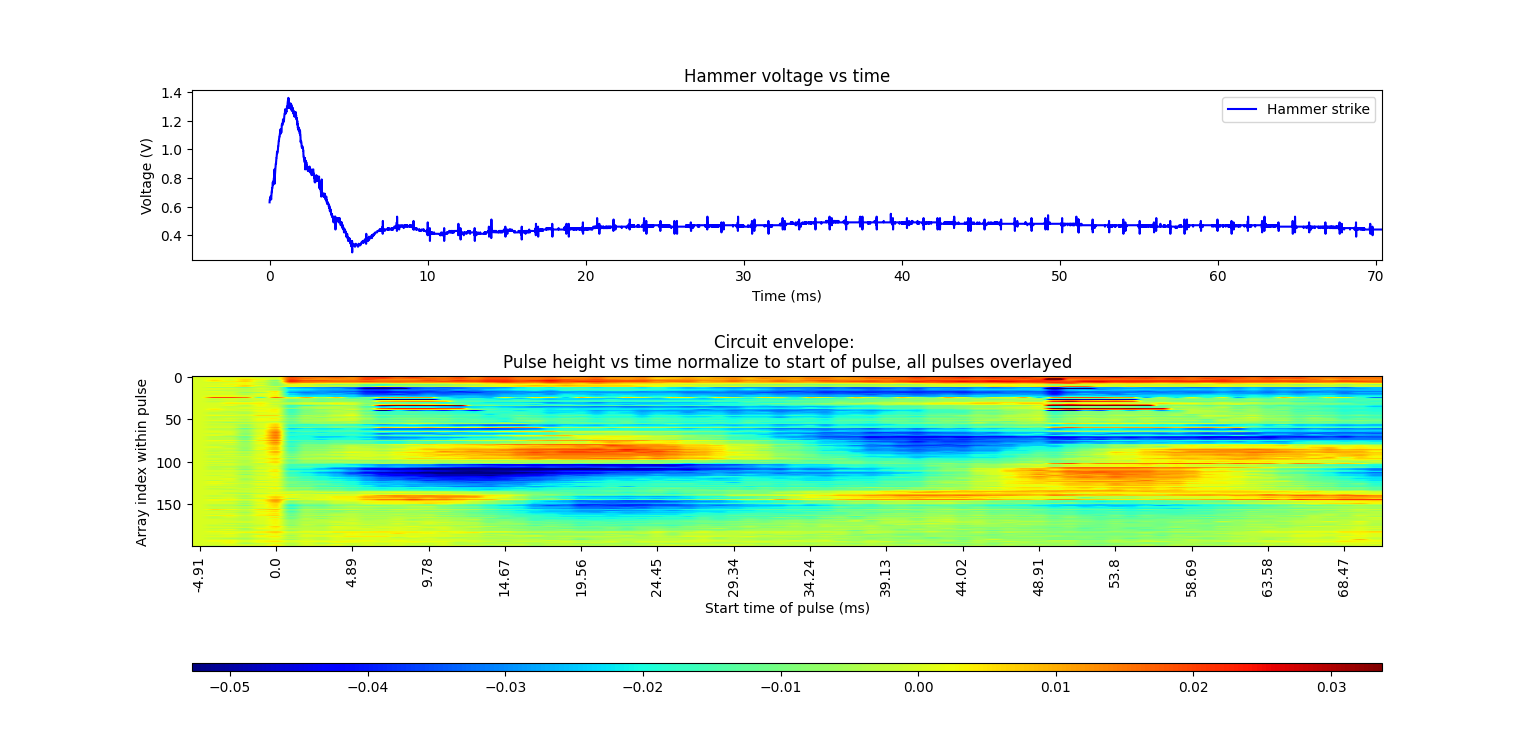 Hammer voltage vs time
1.4
1.2
1.0
0.8
0.6
0.4
Voltage (V)
Hammer strike
0 10 20 30 40 50 60 70
Time (ms)
Circuit envelope:
Pulse height vs time normalize to start of pulse, all pulses overlayed
0
50
100
150
Array index within pulse
-4.91 0.0 4.89 9.78 14.67 19.56 24.45 29.34 34.24 39.13 44.02 48.91 53.8 58.69 63.58 68.47
Start time of pulse (ms)
−0.05 −0.04 −0.03 −0.02 −0.01 0.00 0.01 0.02 0.03